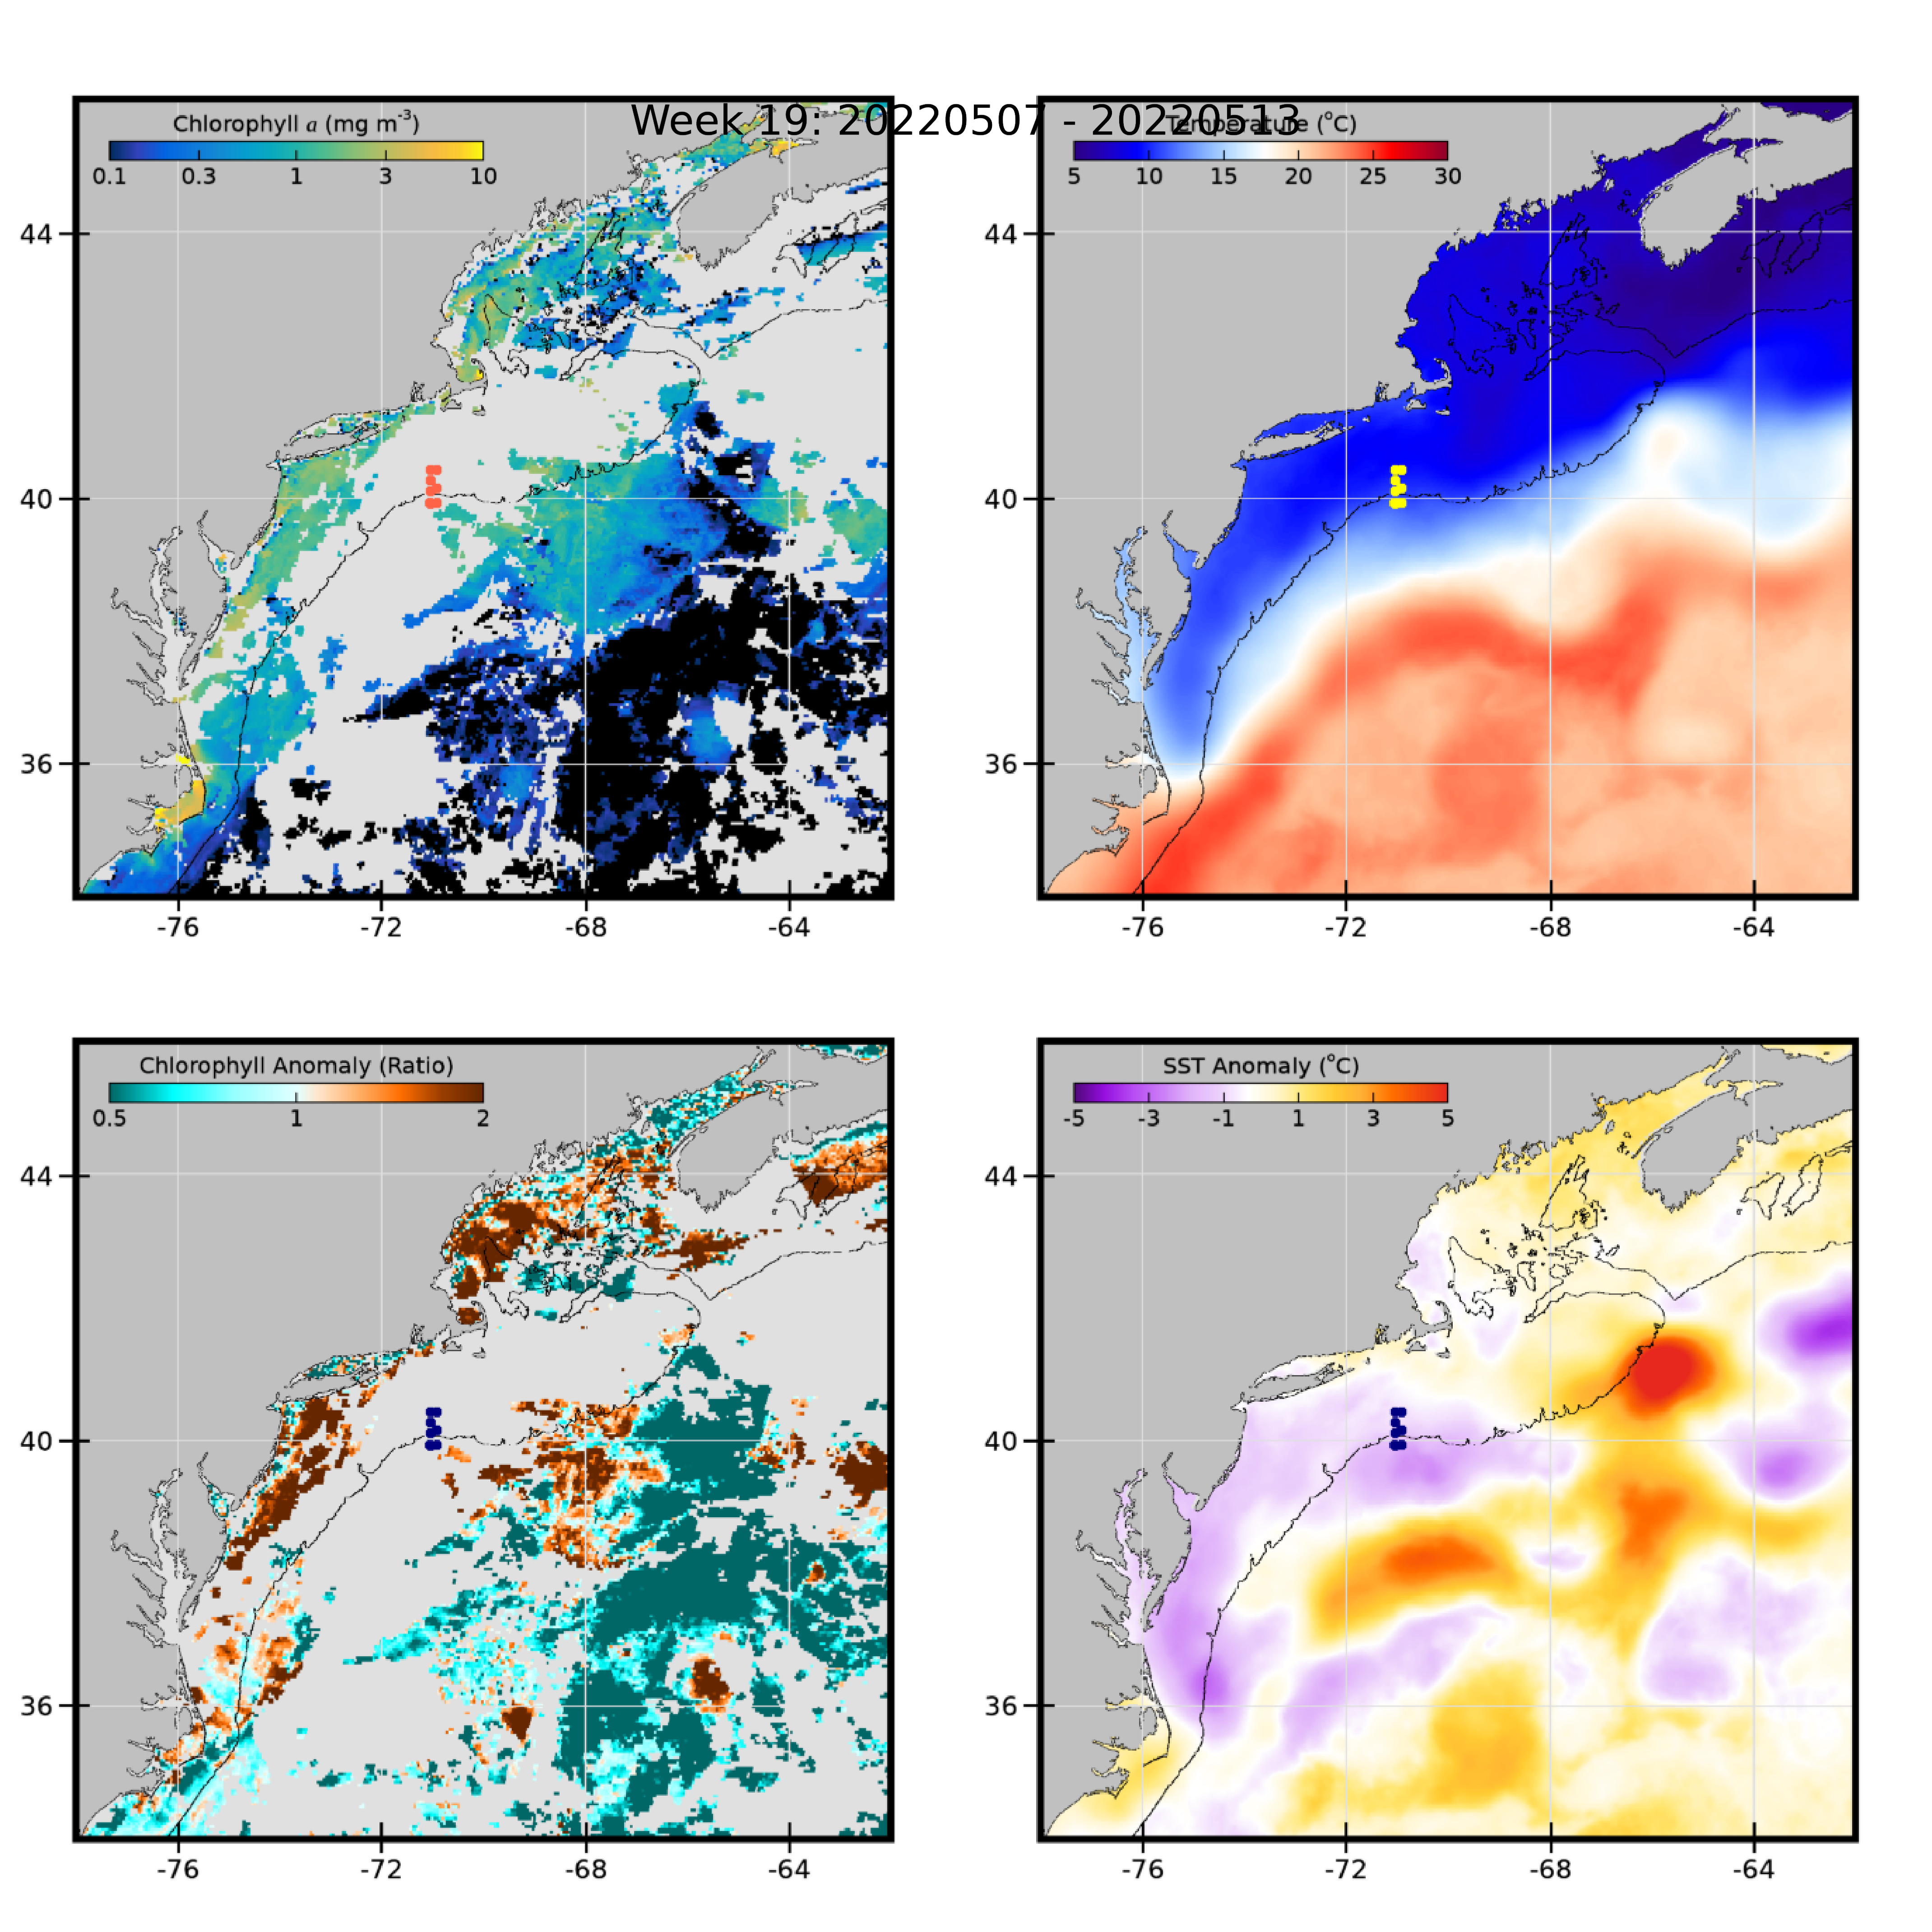 Week 19: 20220507 - 20220513
Chlorophyll a (mg m-3)
0.1 0.3 1 3 10
44
40
36
-76 -72 -68 -64
Temperature (°C)
5 10 15 20 25 30
44
40
36
-76 -72 -68 -64
Chlorophyll Anomaly (Ratio)
0.5 1 2
44
40
36
-76 -72 -68 -64
SST Anomaly (°C)
-5 -3 -1 1 3 5
44
40
36
-76 -72 -68 -64